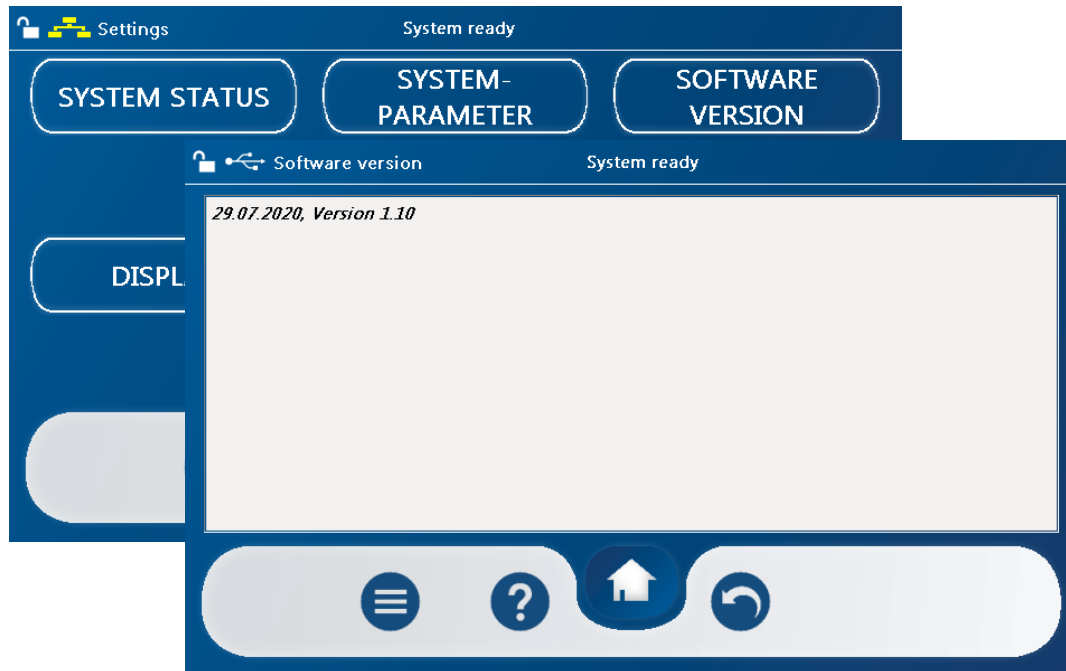 Settings
System ready
SYSTEM STATUS
SYSTEM-
PARAMETER
SOFTWARE
VERSION
DISPL
Software version
System ready
29.07.2020, Version 1.10
?